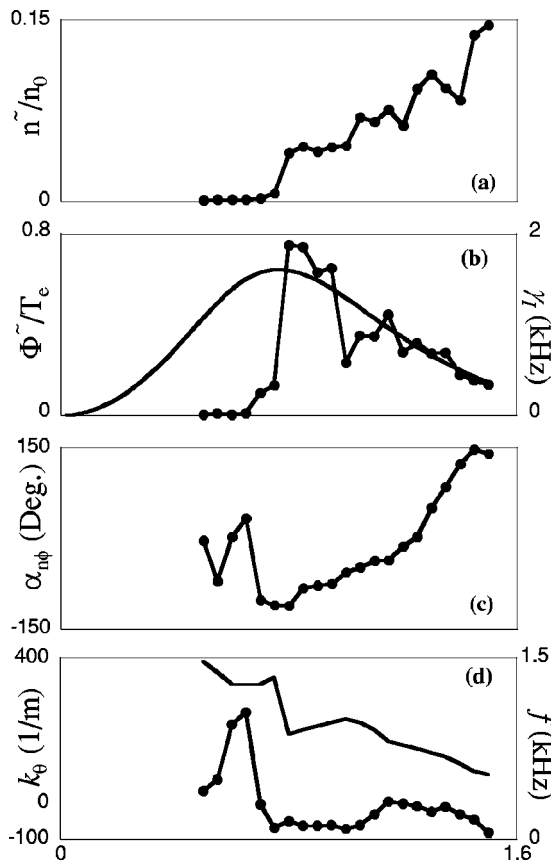 0.15
n~/n0
0
(a)
0.8
Φ~/Te
0
(b)
2
γl (kHz)
0
150
αnϕ (Deg.)
-150
(c)
400
kθ (1/m)
0
-100
(d)
1.5
f (kHz)
0
0
1.6